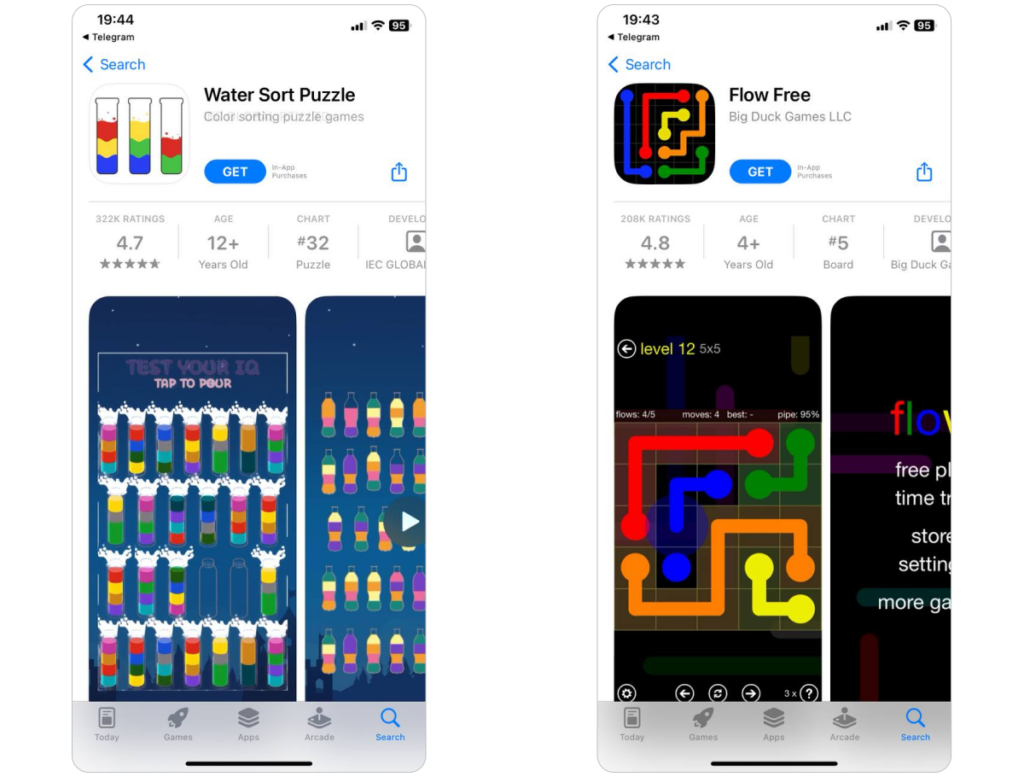 19:44
95
Telegram
Search
Water Sort Puzzle
Color sorting puzzle games
GET
In-App
Purchases
322K RATINGS
AGE
CHART
DEVELO
4.7
12+
#32
Years Old
Puzzle
IEC GLOBAL
TEST YOUR IQ
TAP TO POUR
Today
Games
Apps
Arcade
Search
19:43
95
Telegram
Search
Flow Free
Big Duck Games LLC
GET
In-App
Purchases
208K RATINGS
AGE
CHART
DEVELO
4.8
4+
#5
Years Old
Board
Big Duck Ga
level 12 5x5
flows: 4/5 moves: 4 best: - pipe: 95%
flow
free pl
time tr
store
setting
more ga
3 x ?
Today
Games
Apps
Arcade
Search